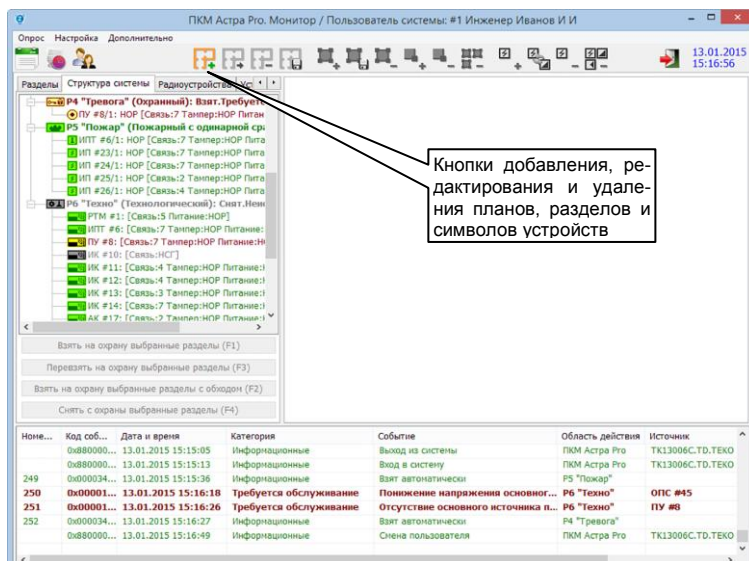 ПКМ Астра Pro. Монитор / Пользователь системы: #1 Инженер Иванов И И
Опрос Настройка Дополнительно
13.01.2015
15:16:56
Разделы Структура системы Радиоустройства Ус
Р4 "Тревога" (Охранный): Взят.Требуетс
ПУ #8/1: НОР [Связь:7 Тампер:НОР Питан
Р5 "Пожар" (Пожарный с одинарной сра
ИПТ #6/1: НОР [Связь:7 Тампер:НОР Пита
ИП #23/1: НОР [Связь:7 Тампер:НОР Пита
ИП #24/1: НОР [Связь:7 Тампер:НОР Пита
ИП #25/1: НОР [Связь:2 Тампер:НОР Пита
ИП #26/1: НОР [Связь:4 Тампер:НОР Пита
Р6 "Техно" (Технологический): Снят.Неис
РТМ #1: [Связь:5 Питание:НОР]
ИПТ #6: [Связь:7 Тампер:НОР Питание:
ПУ #8: [Связь:7 Тампер:НОР Питание:Н
ИК #10: [Связь:НСГ]
ИК #11: [Связь:4 Тампер:НОР Питание:
ИК #12: [Связь:4 Тампер:НОР Питание:
ИК #13: [Связь:3 Тампер:НОР Питание:
ИК #14: [Связь:7 Тампер:НОР Питание:
АК #17: [Связь:2 Тампер:НОР Питание:
Кнопки добавления, ре-
дактирования и удале-
ния планов, разделов и
символов устройств
Взять на охрану выбранные разделы (F1)
Перевзять на охрану выбранные разделы (F3)
Взять на охрану выбранные разделы с обходом (F2)
Снять с охраны выбранные разделы (F4)
Номе... Код соб... Дата и время Категория Событие Область действия Источник
0x880000... 13.01.2015 15:15:05 Информационные Выход из системы ПКМ Астра Pro TK13006C.TD.TEKO
0x880000... 13.01.2015 15:15:13 Информационные Вход в систему ПКМ Астра Pro TK13006C.TD.TEKO
249 0x000034... 13.01.2015 15:15:36 Информационные Взят автоматически Р5 "Пожар"
250 0x00001... 13.01.2015 15:16:18 Требуется обслуживание Понижение напряжения основног... Р6 "Техно" ОПС #45
251 0x00001... 13.01.2015 15:16:26 Требуется обслуживание Отсутствие основного источника п... Р6 "Техно" ПУ #8
252 0x000034... 13.01.2015 15:16:27 Информационные Взят автоматически Р4 "Тревога"
0x880000... 13.01.2015 15:16:49 Информационные Смена пользователя ПКМ Астра Pro TK13006C.TD.TEKO